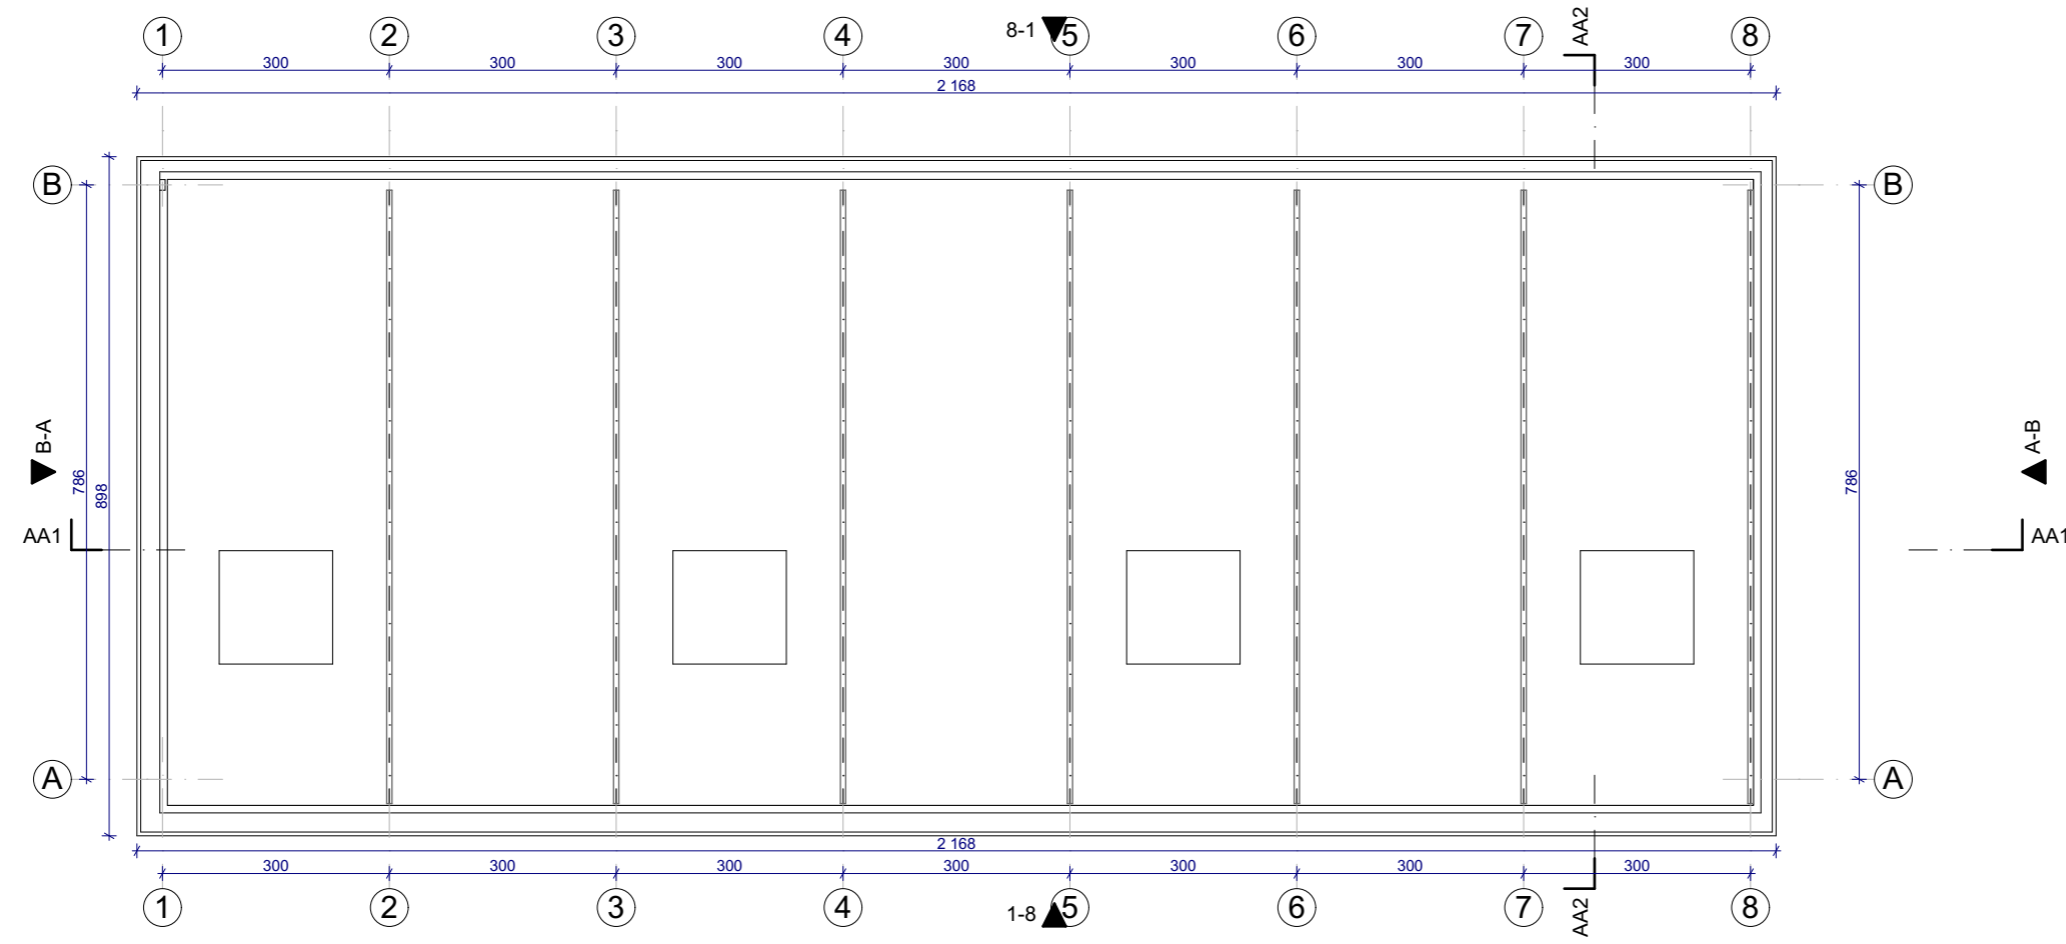 1 2 3 4 8-1 5 6 7 AA2 8
300 300 300 300 300 300 300
2 168
B B
B-A A-B
786 898 786
AA1 AA1
A A
2 168
300 300 300 300 300 300 300
1 2 3 4 1-8 5 6 7 AA2 8